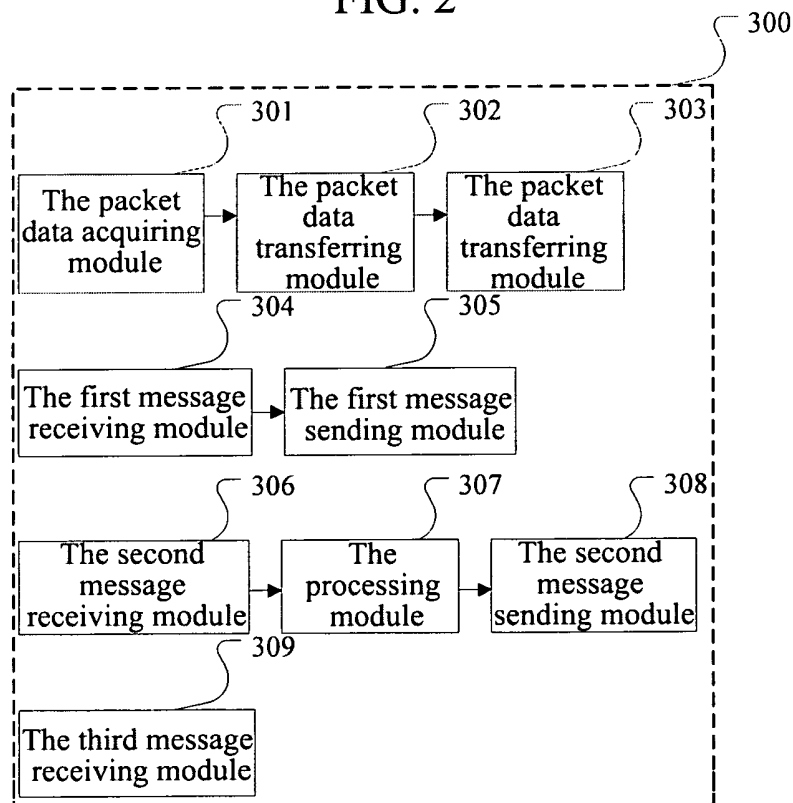 FIG. 2
300
301
302
303
The packet
data acquiring
module
The packet
data
transferring
module
The packet
data
transferring
module
304
305
The first message
receiving module
The first message
sending module
306
307
308
The second
message
receiving module
The
processing
module
The second
message
sending module
309
The third message
receiving module